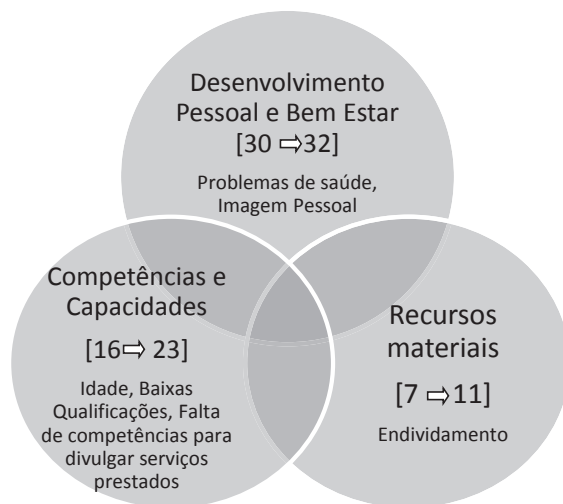 Desenvolvimento
Pessoal e Bem Estar
[30 ⇨32]
Problemas de saúde,
Imagem Pessoal
Competências e
Capacidades
[16⇨ 23]
Idade, Baixas
Qualificações, Falta
de competências para
divulgar serviços
prestados
Recursos
materiais
[7 ⇨11]
Endividamento